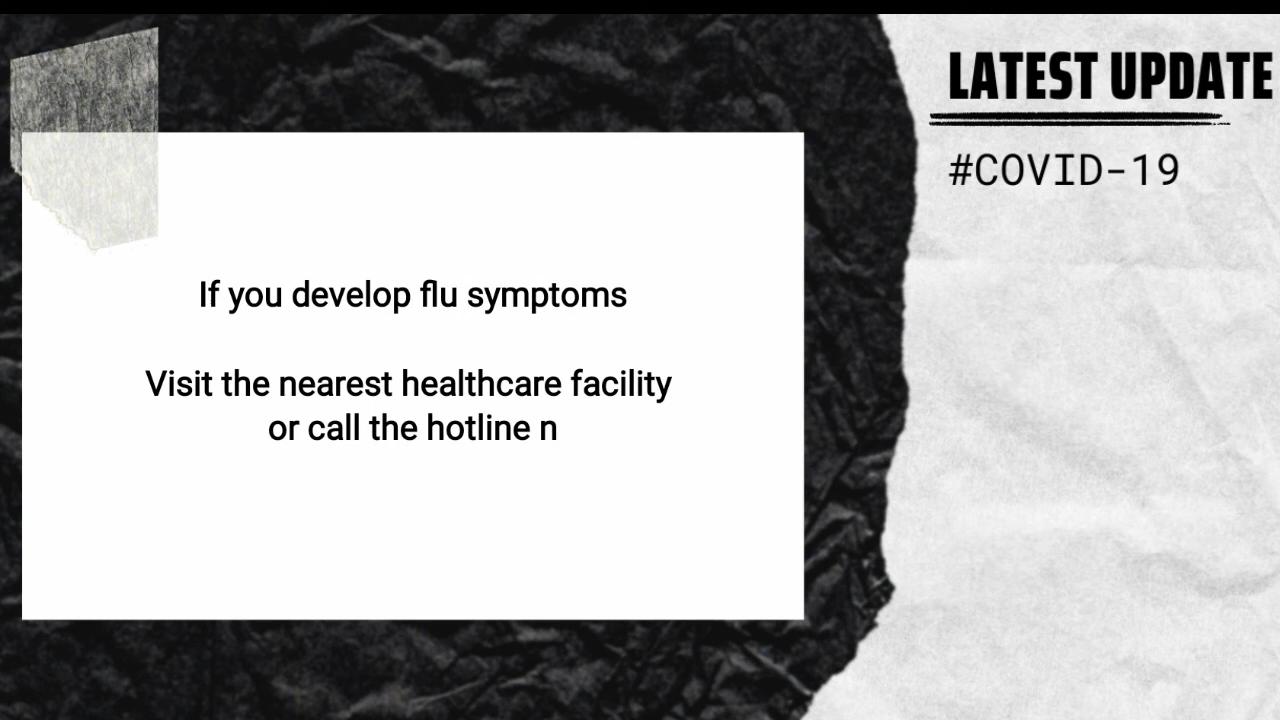 LATEST UPDATE
#COVID-19
If you develop flu symptoms
Visit the nearest healthcare facility
or call the hotline n